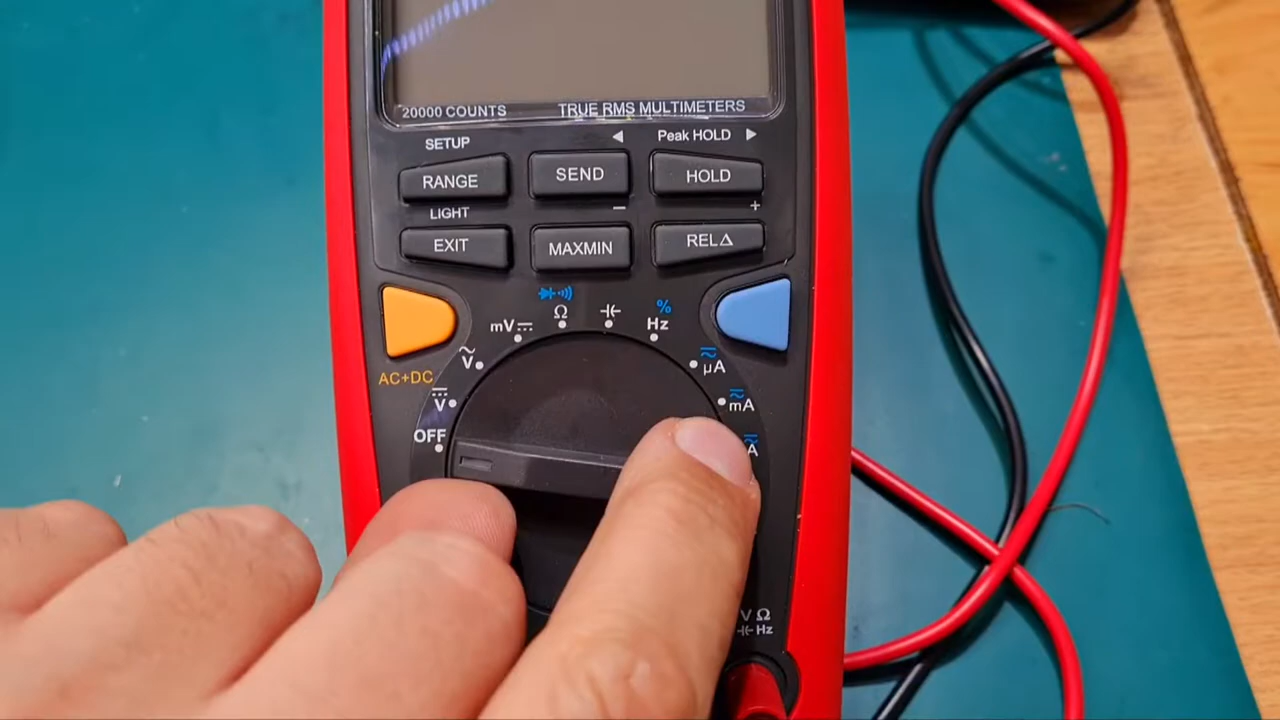 20000 COUNTS TRUE RMS MULTIMETERS
SETUP Peak HOLD
RANGE SEND HOLD
LIGHT − +
EXIT MAXMIN REL∆
Ω %
mV Hz
V µA
AC+DC
V mA
OFF A
V Ω
Hz